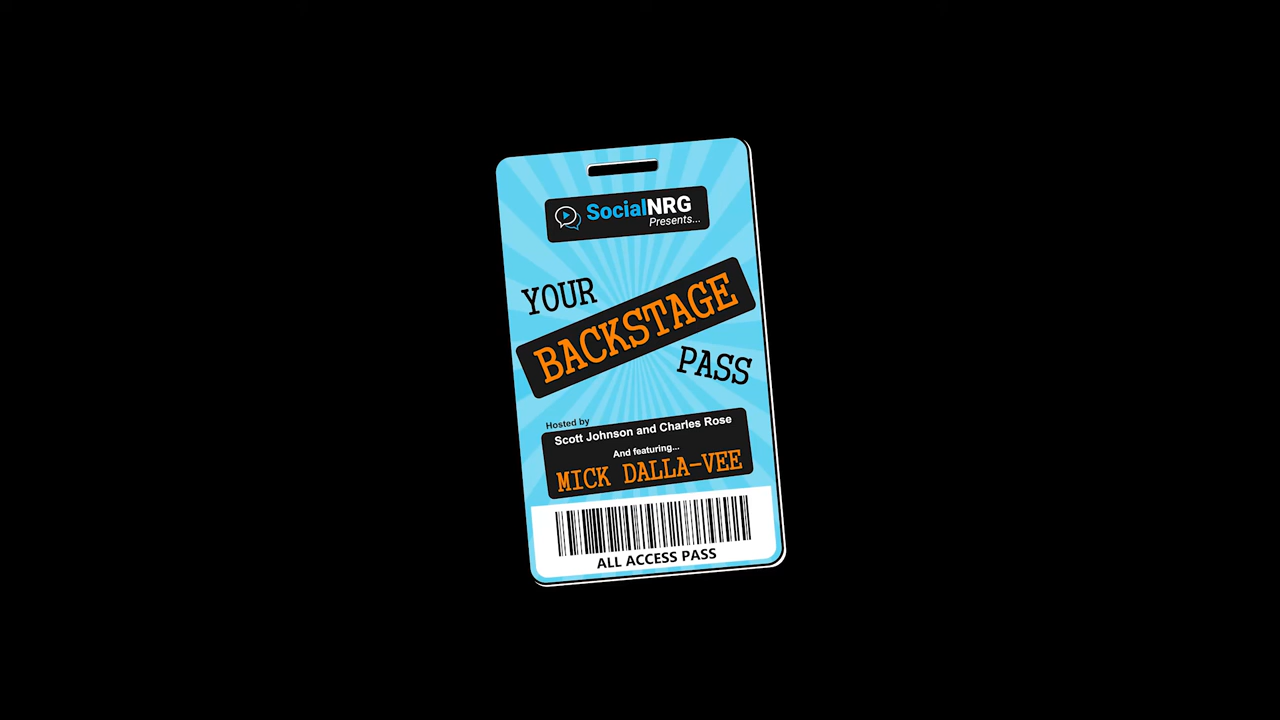 SocialNRG
Presents...
YOUR
BACKSTAGE
PASS
Hosted by
Scott Johnson and Charles Rose
And featuring...
MICK DALLA-VEE
ALL ACCESS PASS